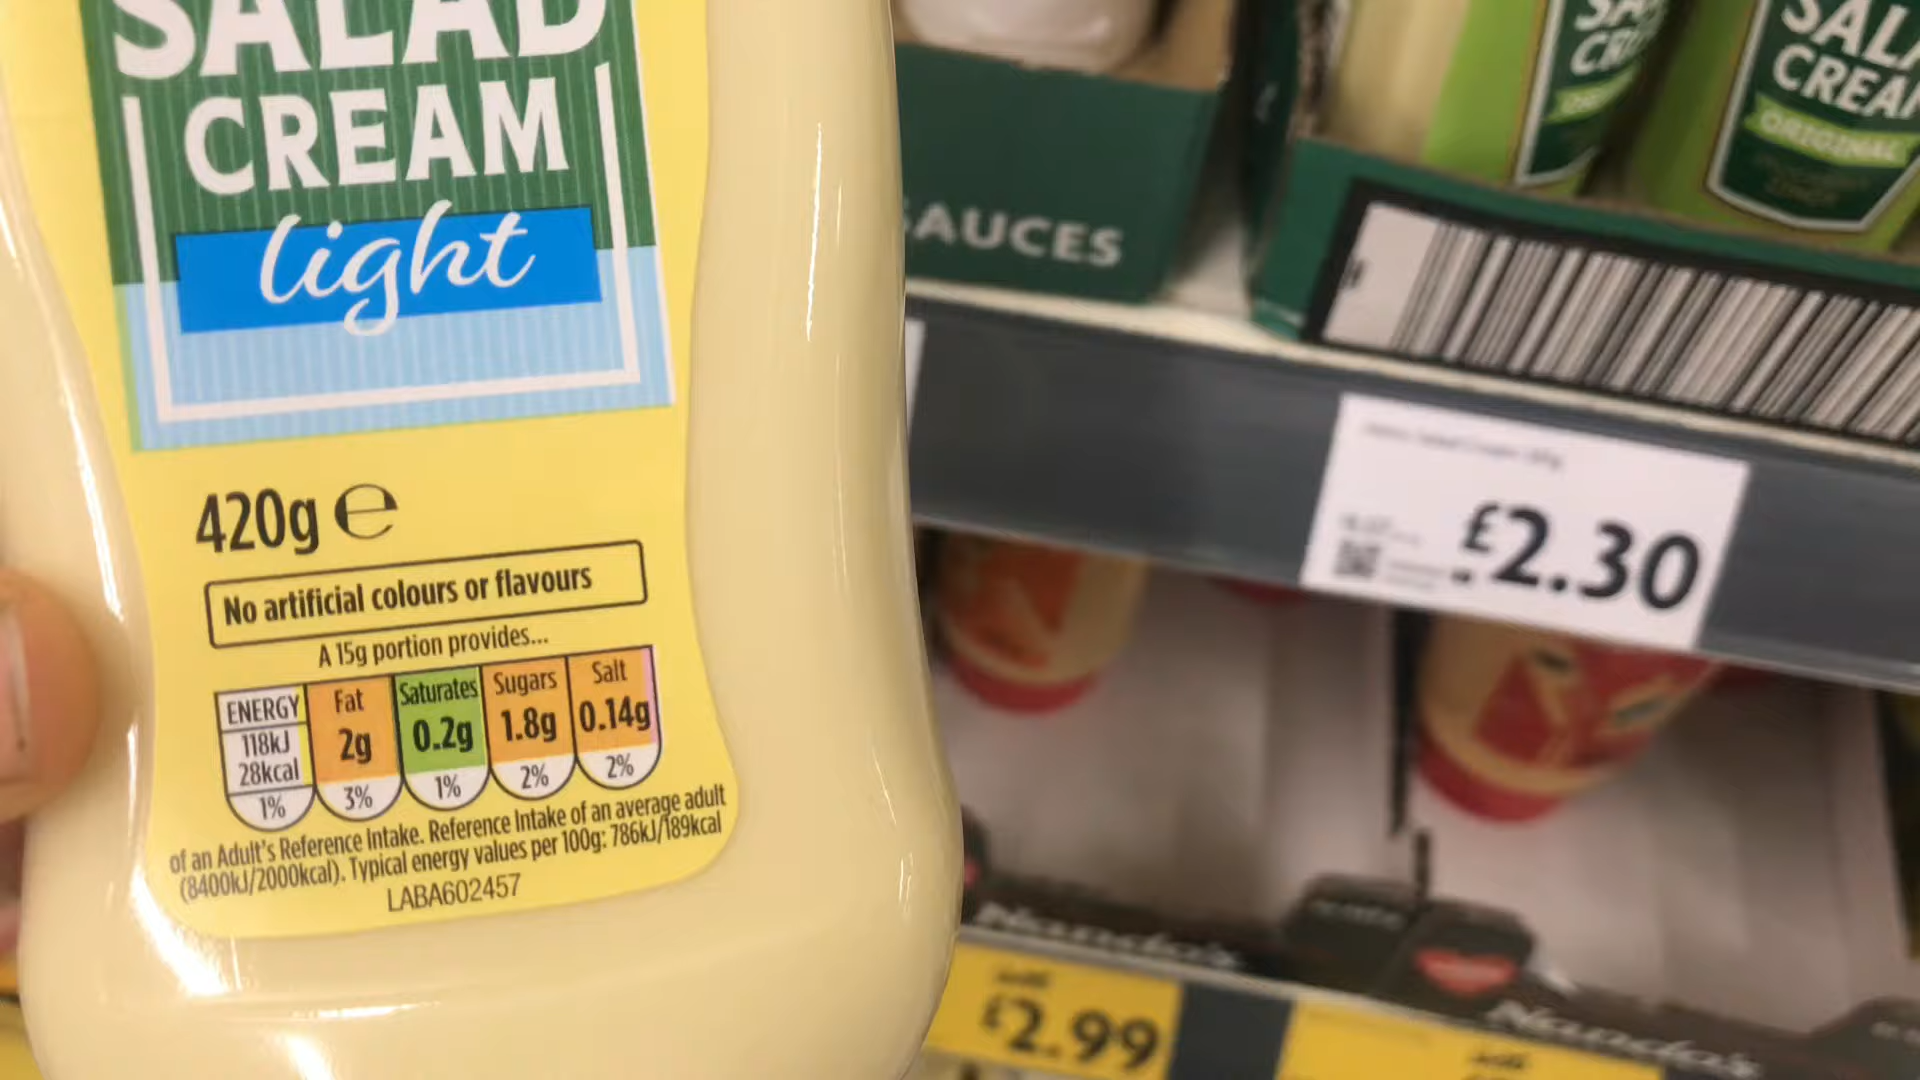 SALAD
CREAM
light
420g ℮
No artificial colours or flavours
A 15g portion provides...
ENERGY
118kJ
28kcal
1%
Fat
2g
3%
Saturates
0.2g
1%
Sugars
1.8g
2%
Salt
0.14g
2%
of an Adult's Reference Intake. Reference Intake of an average adult
(8400kJ/2000kcal). Typical energy values per 100g: 786kJ/189kcal
LABA602457
SAUCES
CREAM
ORIGINAL
£2.30
Nando's
Nando's
£2.99